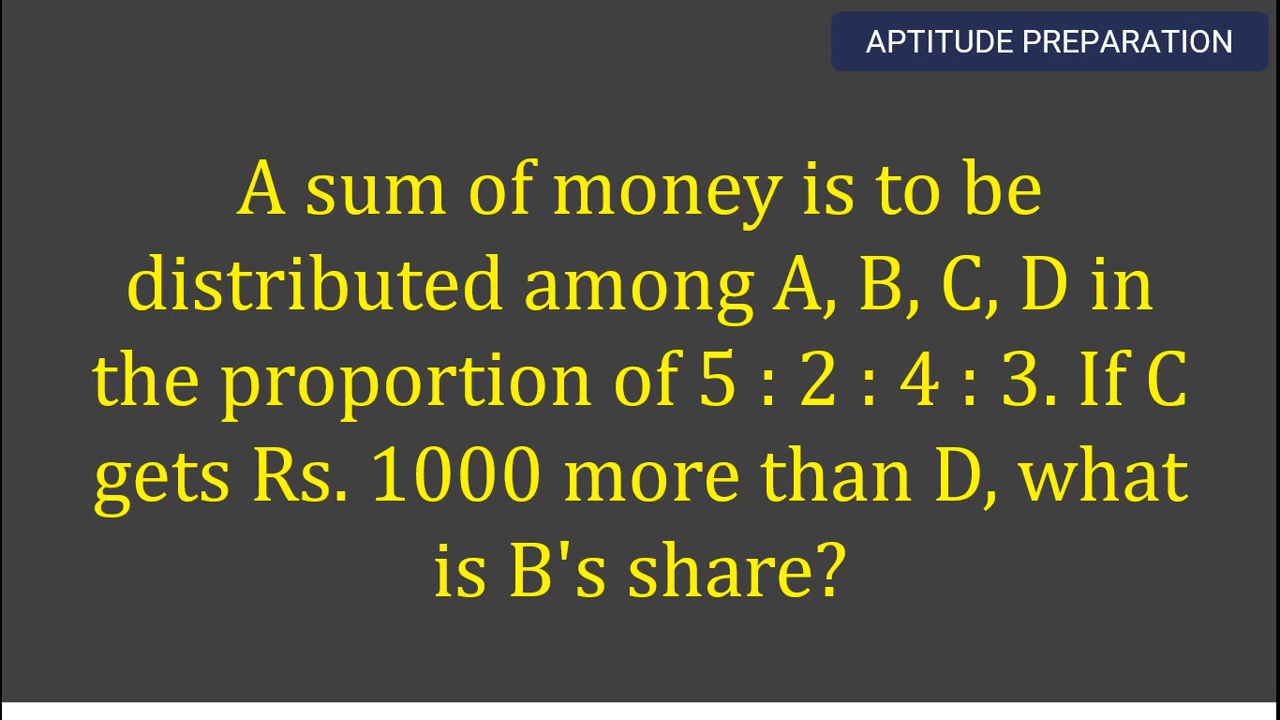 APTITUDE PREPARATION
A sum of money is to be
distributed among A, B, C, D in
the proportion of 5 : 2 : 4 : 3. If C
gets Rs. 1000 more than D, what
is B's share?